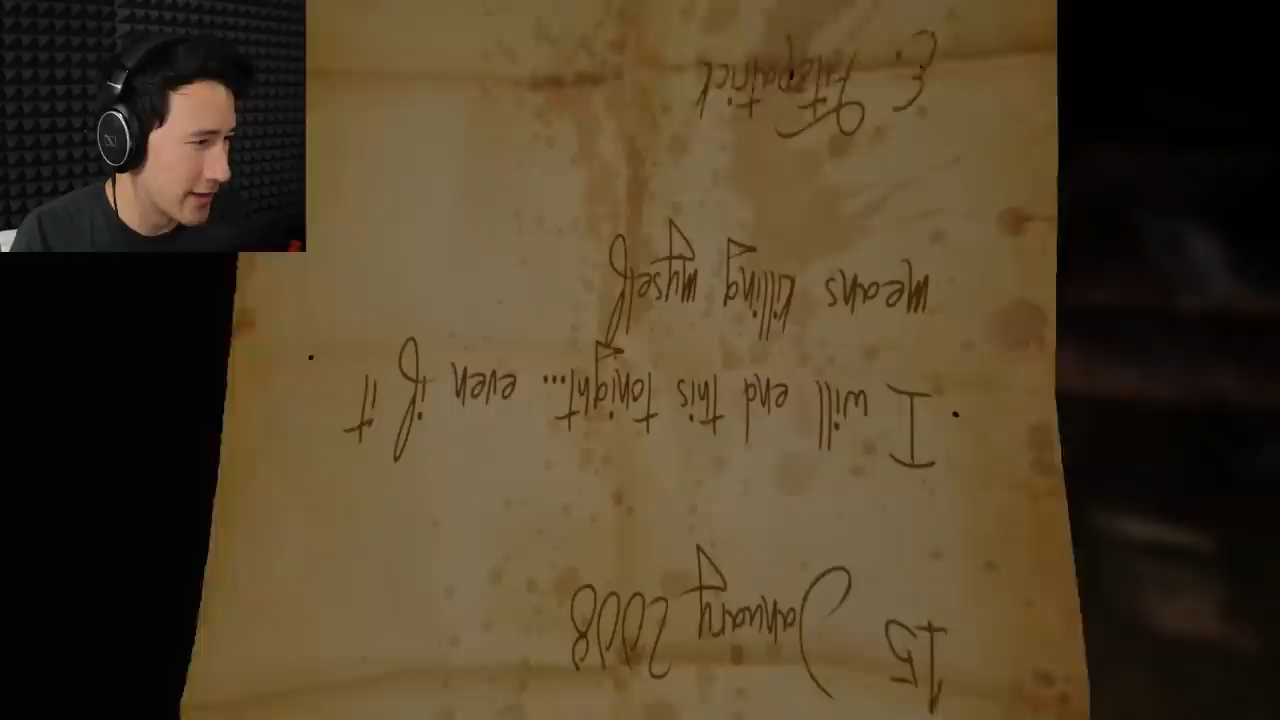 15 January 2008
I will end this tonight... even if it
means killing myself
E. Fitzpatrick